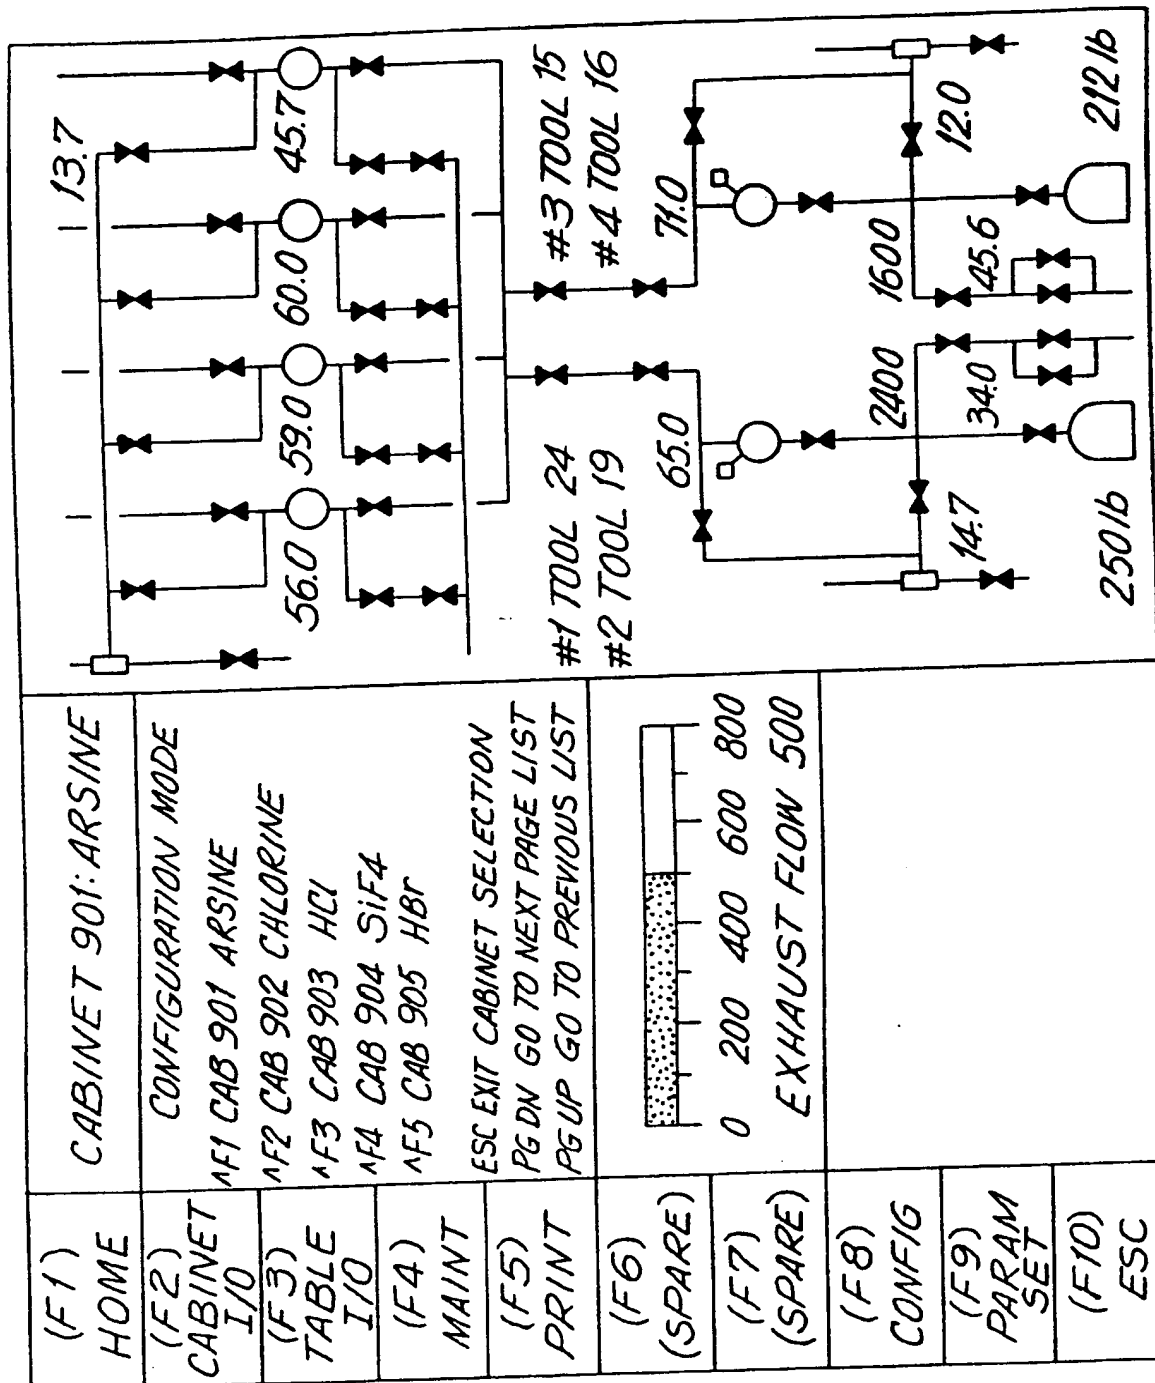 (F1)
HOME
(F2)
CABINET
I/O
(F3)
TABLE
I/O
(F4)
MAINT
(F5)
PRINT
(F6)
(SPARE)
(F7)
(SPARE)
(F8)
CONFIG
(F9)
PARAM
SET
(F10)
ESC
CABINET 901: ARSINE
CONFIGURATION MODE
^F1 CAB 901 ARSINE
^F2 CAB 902 CHLORINE
^F3 CAB 903 HCl
^F4 CAB 904 SiF4
^F5 CAB 905 HBr
ESC EXIT CABINET SELECTION
PG DN GO TO NEXT PAGE LIST
PG UP GO TO PREVIOUS LIST
0 200 400 600 800
EXHAUST FLOW 500
13.7
56.0 59.0 60.0 45.7
#1 TOOL 24
#2 TOOL 19
#3 TOOL 15
#4 TOOL 16
65.0 71.0
2400 1600
14.7 34.0 45.6 12.0
250 lb 212 lb